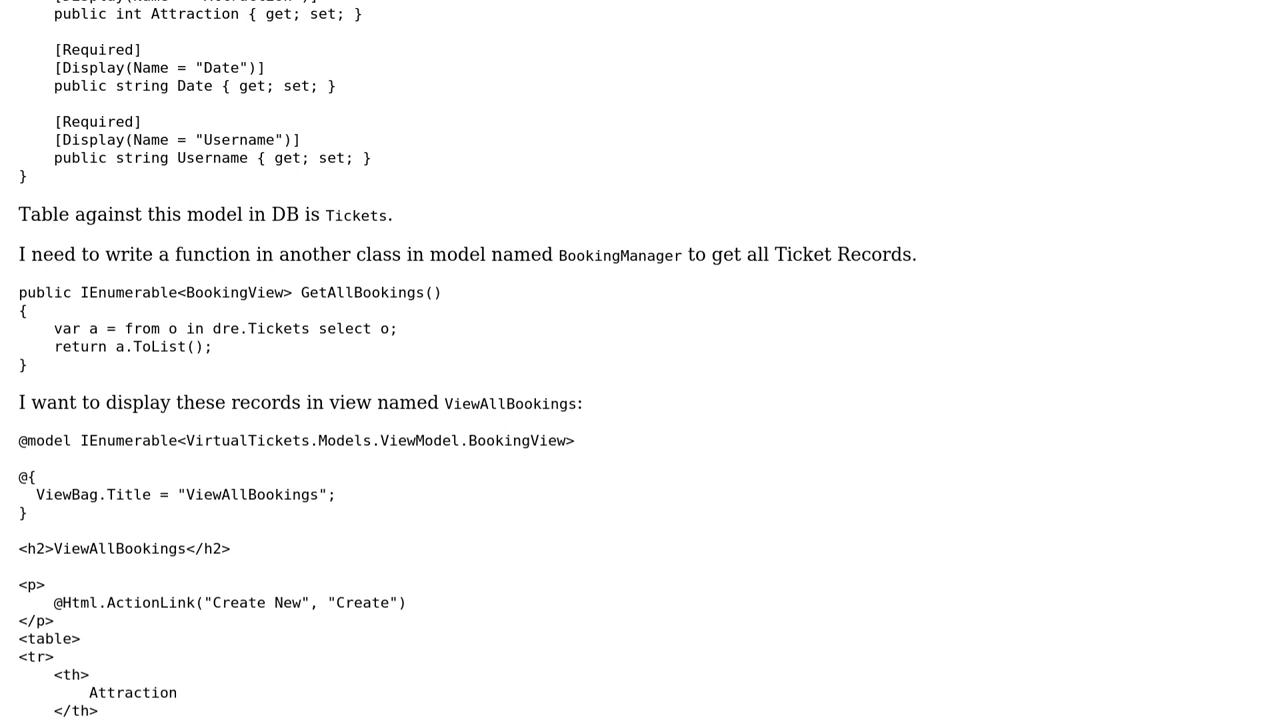 public int Attraction { get; set; }
[Required]
[Display(Name = "Date")]
public string Date { get; set; }
[Required]
[Display(Name = "Username")]
public string Username { get; set; }
}
Table against this model in DB is Tickets.
I need to write a function in another class in model named BookingManager to get all Ticket Records.
public IEnumerable<BookingView> GetAllBookings()
{
var a = from o in dre.Tickets select o;
return a.ToList();
}
I want to display these records in view named ViewAllBookings:
@model IEnumerable<VirtualTickets.Models.ViewModel.BookingView>
@{
ViewBag.Title = "ViewAllBookings";
}
<h2>ViewAllBookings</h2>
<p>
@Html.ActionLink("Create New", "Create")
</p>
<table>
<tr>
<th>
Attraction
</th>